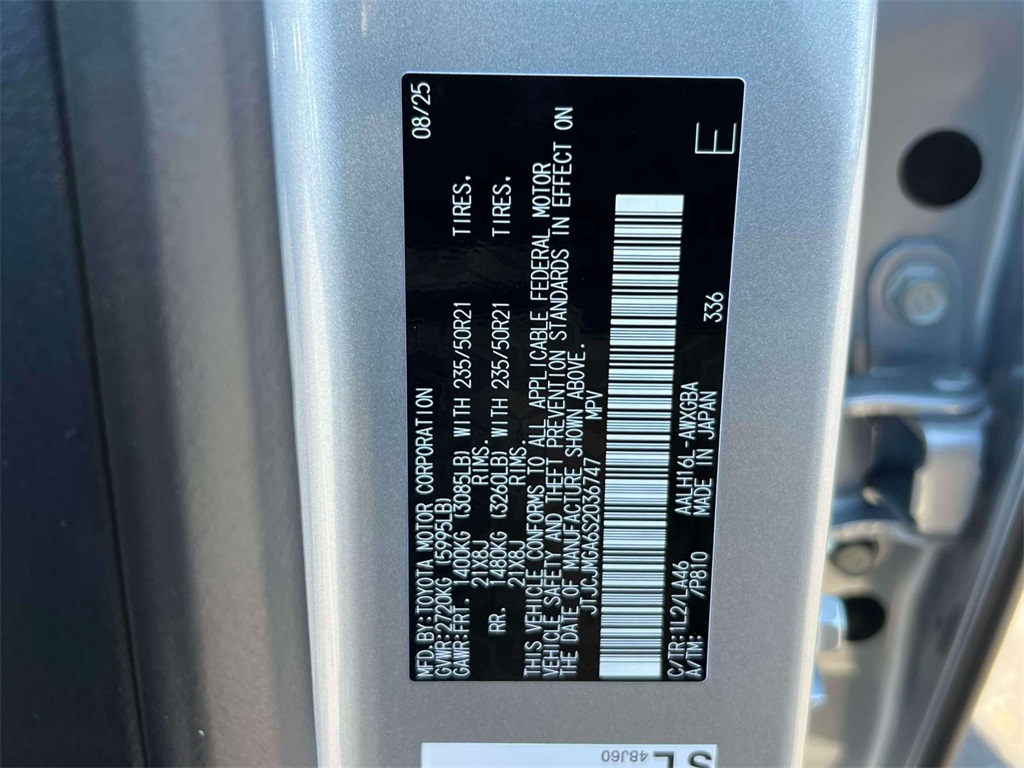 MFD.BY:TOYOTA MOTOR CORPORATION 08/25
GVWR:2720KG (5995LB)
GAWR:FRT. 1400KG (3085LB) WITH 235/50R21 TIRES.
21X8J RIMS.
RR. 1480KG (3260LB) WITH 235/50R21 TIRES.
21X8J RIMS.
THIS VEHICLE CONFORMS TO ALL APPLICABLE FEDERAL MOTOR
VEHICLE SAFETY AND THEFT PREVENTION STANDARDS IN EFFECT ON
THE DATE OF MANUFACTURE SHOWN ABOVE.
JTJCJMGA6S2036747 MPV
C/TR:1L2/LA46 AALH16L-AWXGBA
A/TM: /P810 MADE IN JAPAN 336
E
48J60